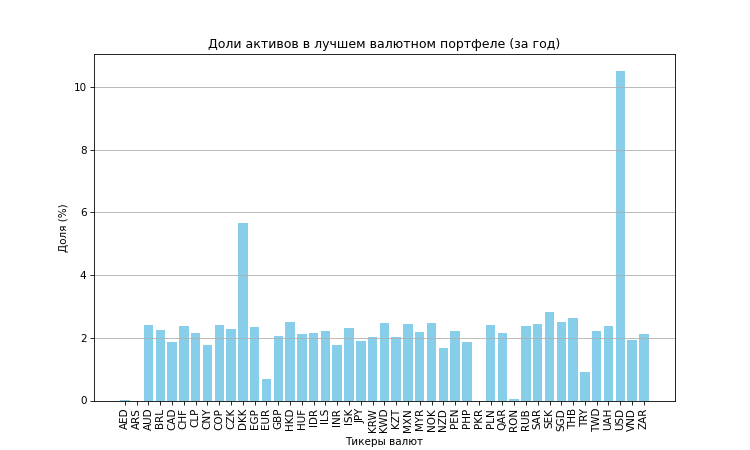 Доли активов в лучшем валютном портфеле (за год)
Доля (%)
10
8
6
4
2
0
AED ARS AUD BRL CAD CHF CLP CNY COP CZK DKK EGP EUR GBP HKD HUF IDR ILS INR ISK JPY KRW KWD KZT MXN MYR NOK NZD PEN PHP PKR PLN QAR RON RUB SAR SEK SGD THB TRY TWD UAH USD VND ZAR
Тикеры валют